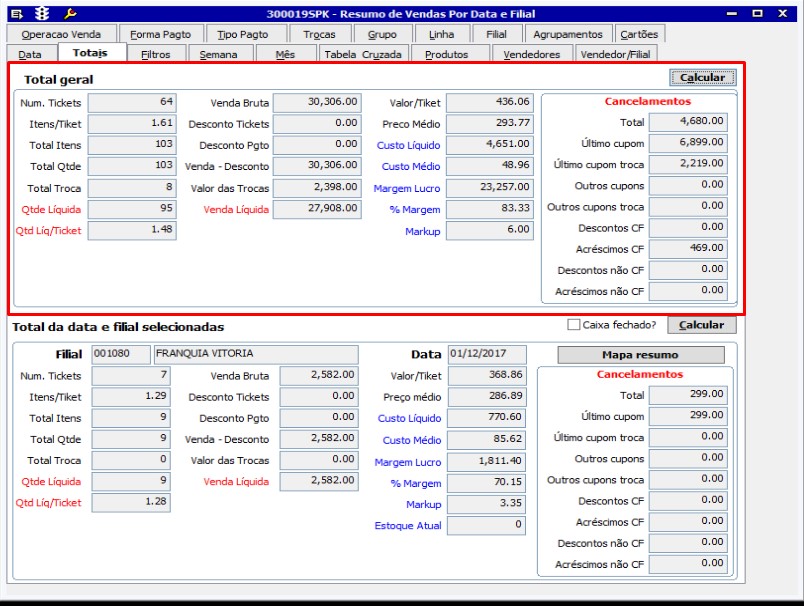 300019SPK - Resumo de Vendas Por Data e Filial
Operacao Venda Forma Pagto Tipo Pagto Trocas Grupo Linha Filial Agrupamentos Cartões
Data Totais Filtros Semana Mês Tabela Cruzada Produtos Vendedores Vendedor/Filial
Total geral Calcular
Num. Tickets 64 Venda Bruta 30,306.00 Valor/Tiket 436.06 Cancelamentos
Itens/Tiket 1.61 Desconto Tickets 0.00 Preco Médio 293.77 Total 4,680.00
Total Itens 103 Desconto Pgto 0.00 Custo Líquido 4,651.00 Último cupom 6,899.00
Total Qtde 103 Venda - Desconto 30,306.00 Custo Médio 48.96 Último cupom troca 2,219.00
Total Troca 8 Valor das Trocas 2,398.00 Margem Lucro 23,257.00 Outros cupons 0.00
Qtde Líquida 95 Venda Líquida 27,908.00 % Margem 83.33 Outros cupons troca 0.00
Qtd Líq/Ticket 1.48 Markup 6.00 Descontos CF 0.00
Acréscimos CF 469.00
Descontos não CF 0.00
Acréscimos não CF 0.00
Total da data e filial selecionadas Caixa fechado? Calcular
Filial 001080 FRANQUIA VITORIA Data 01/12/2017 Mapa resumo
Num. Tickets 7 Venda Bruta 2,582.00 Valor/Tiket 368.86 Cancelamentos
Itens/Tiket 1.29 Desconto Tickets 0.00 Preço médio 286.89 Total 299.00
Total Itens 9 Desconto Pgto 0.00 Custo Líquido 770.60 Último cupom 299.00
Total Qtde 9 Venda - Desconto 2,582.00 Custo Médio 85.62 Último cupom troca 0.00
Total Troca 0 Valor das Trocas 0.00 Margem Lucro 1,811.40 Outros cupons 0.00
Qtde Líquida 9 Venda Líquida 2,582.00 % Margem 70.15 Outros cupons troca 0.00
Qtd Líq/Ticket 1.28 Markup 3.35 Descontos CF 0.00
Estoque Atual 0 Acréscimos CF 0.00
Descontos não CF 0.00
Acréscimos não CF 0.00